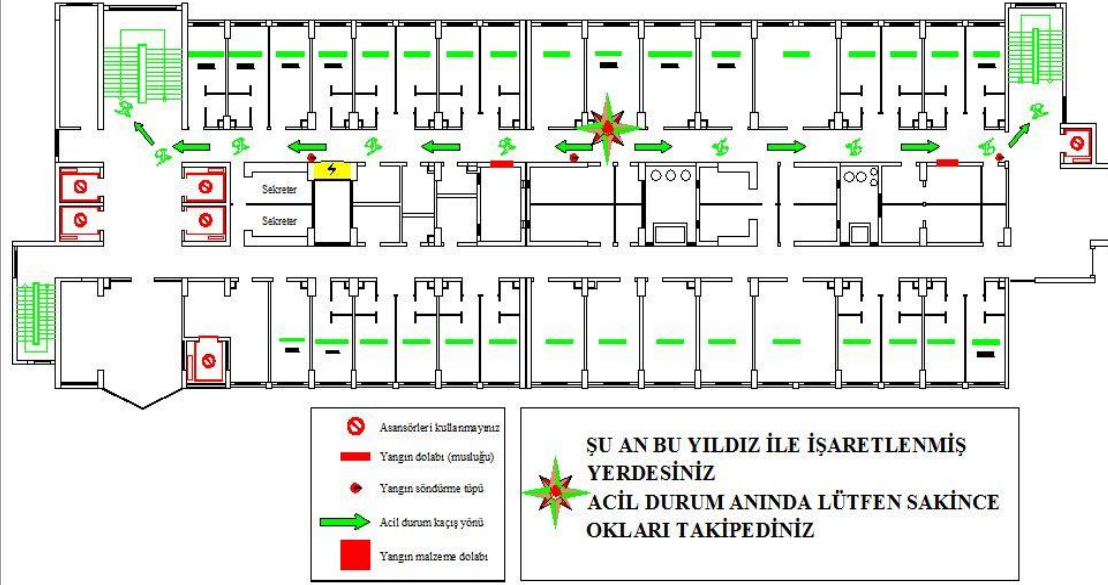 Sekreter
Sekreter
Asansörleri kullanmayınız
Yangın dolabı (musluğu)
Yangın söndürme tüpü
Acil durum kaçış yönü
Yangın malzeme dolabı
ŞU AN BU YILDIZ İLE İŞARETLENMİŞ
YERDESİNİZ
ACİL DURUM ANINDA LÜTFEN SAKİNCE
OKLARI TAKİPEDİNİZ